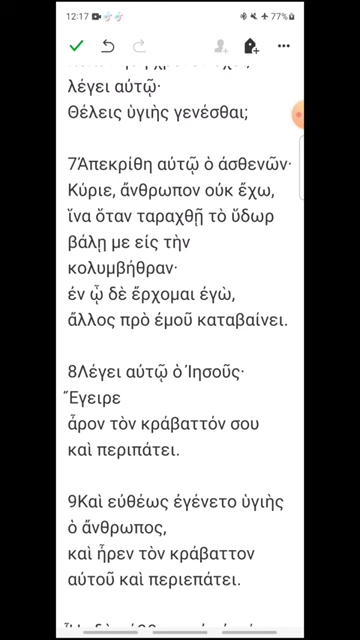 12:17
77%
λέγει αὐτῷ·
Θέλεις ὑγιὴς γενέσθαι;
7Ἀπεκρίθη αὐτῷ ὁ ἀσθενῶν·
Κύριε, ἄνθρωπον οὐκ ἔχω,
ἵνα ὅταν ταραχθῇ τὸ ὕδωρ
βάλῃ με εἰς τὴν
κολυμβήθραν·
ἐν ᾧ δὲ ἔρχομαι ἐγὼ,
ἄλλος πρὸ ἐμοῦ καταβαίνει.
8Λέγει αὐτῷ ὁ Ἰησοῦς·
Ἔγειρε
ἆρον τὸν κράβαττόν σου
καὶ περιπάτει.
9Καὶ εὐθέως ἐγένετο ὑγιὴς
ὁ ἄνθρωπος,
καὶ ἦρεν τὸν κράβαττον
αὐτοῦ καὶ περιεπάτει.